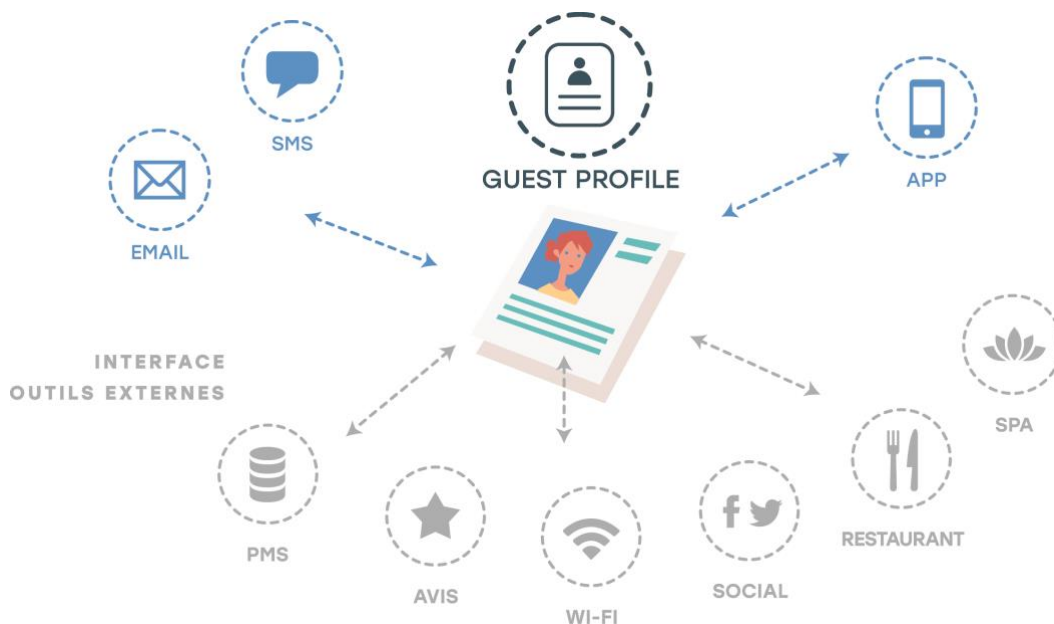 SMS
EMAIL
GUEST PROFILE
APP
INTERFACE
OUTILS EXTERNES
PMS
AVIS
WI-FI
SOCIAL
RESTAURANT
SPA